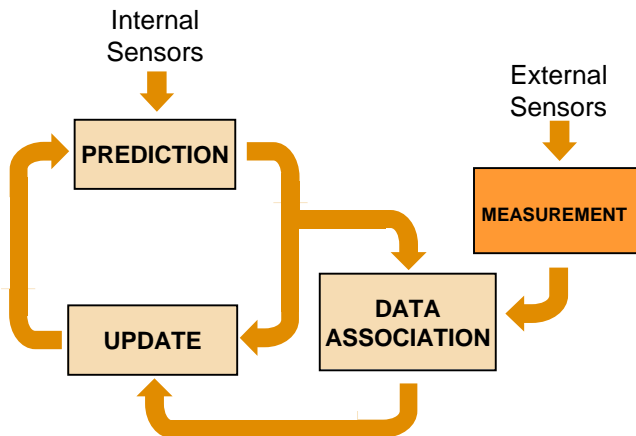 Internal
Sensors
External
Sensors
PREDICTION
MEASUREMENT
DATA
ASSOCIATION
UPDATE